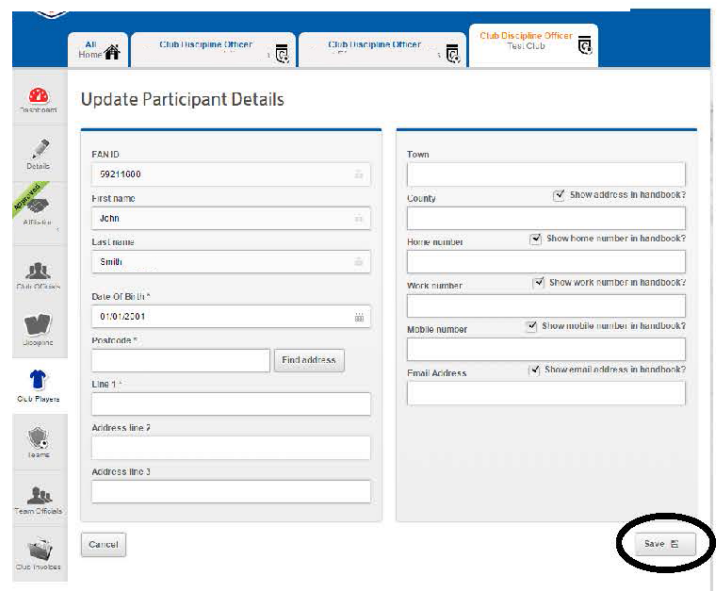 All
Home
Club Discipline Officer
Club Discipline Officer
Club Discipline Officer
Test Club
Dashboard
Details
APPROVED
Affiliation
Club Officials
Discipline
Club Players
Teams
Team Officials
Club Invoices
Update Participant Details
FAN ID
59211600
First name
John
Last name
Smith
Date Of Birth *
01/01/2001
Postcode *
Find address
Line 1 *
Address line 2
Address line 3
Cancel
Town
County
Show address in handbook?
Home number
Show home number in handbook?
Work number
Show work number in handbook?
Mobile number
Show mobile number in handbook?
Email Address
Show email address in handbook?
Save